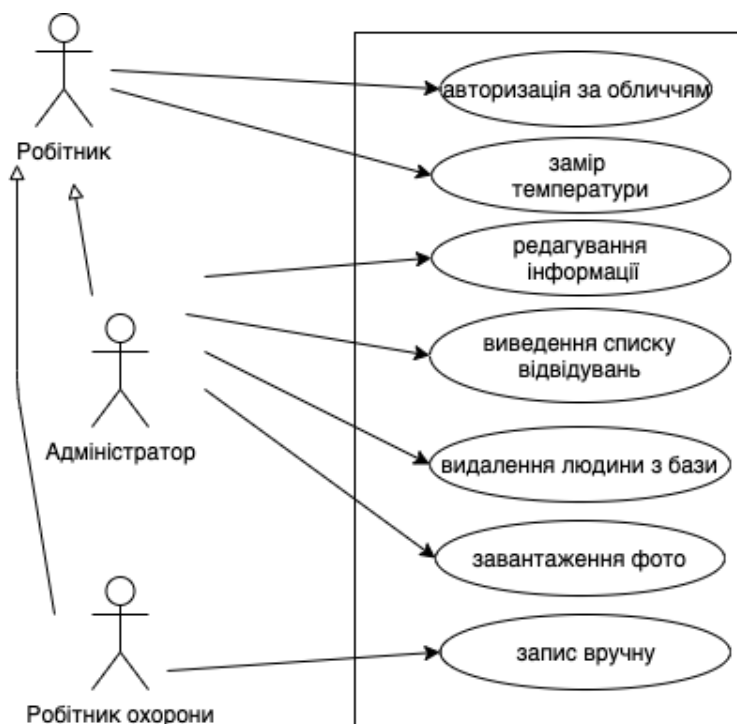 авторизація за обличчям
Робітник
замір
температури
редагування
інформації
виведення списку
відвідувань
Адміністратор
видалення людини з бази
завантаження фото
запис вручну
Робітник охорони